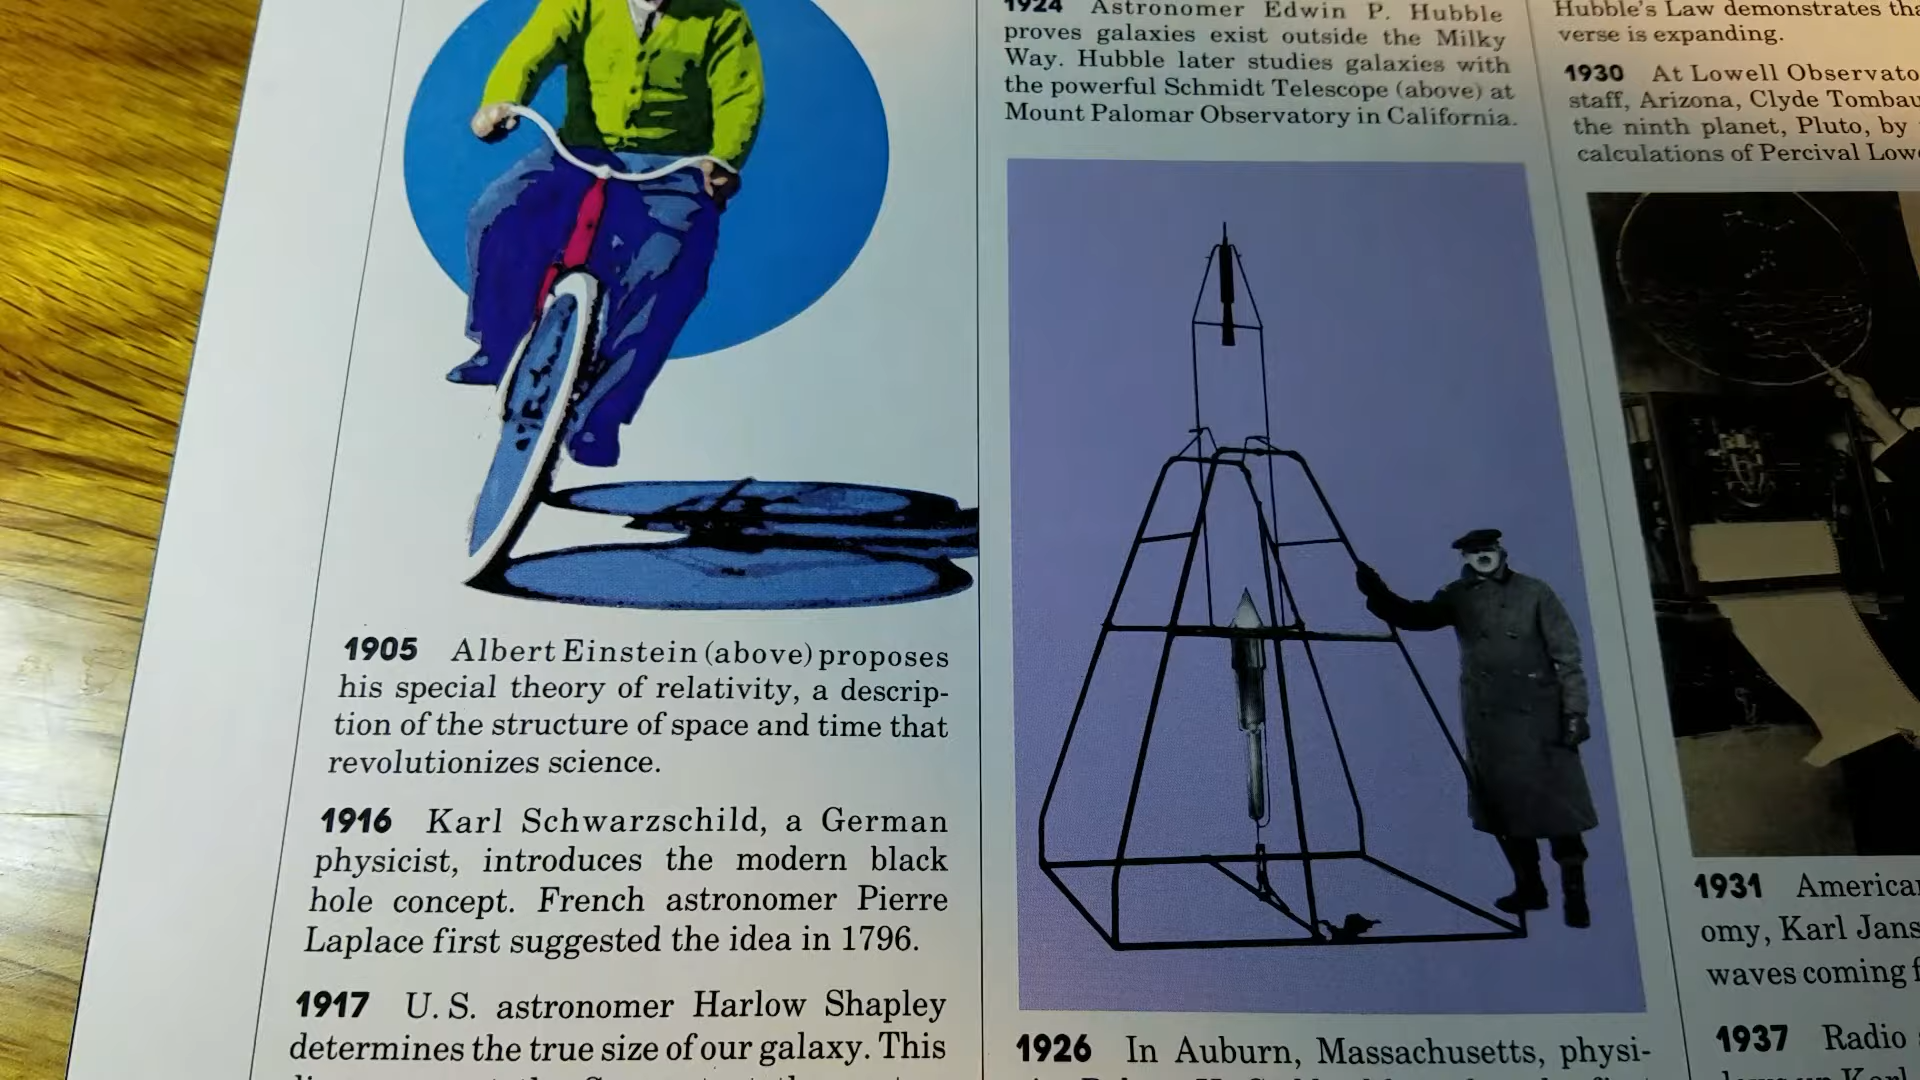 1905 Albert Einstein (above) proposes
his special theory of relativity, a descrip-
tion of the structure of space and time that
revolutionizes science.
1916 Karl Schwarzschild, a German
physicist, introduces the modern black
hole concept. French astronomer Pierre
Laplace first suggested the idea in 1796.
1917 U. S. astronomer Harlow Shapley
determines the true size of our galaxy. This
1924 Astronomer Edwin P. Hubble
proves galaxies exist outside the Milky
Way. Hubble later studies galaxies with
the powerful Schmidt Telescope (above) at
Mount Palomar Observatory in California.
1926 In Auburn, Massachusetts, physi-
Hubble's Law demonstrates tha
verse is expanding.
1930 At Lowell Observato
staff, Arizona, Clyde Tombau
the ninth planet, Pluto, by
calculations of Percival Lowe
1931 American
omy, Karl Jans
waves coming f
1937 Radio